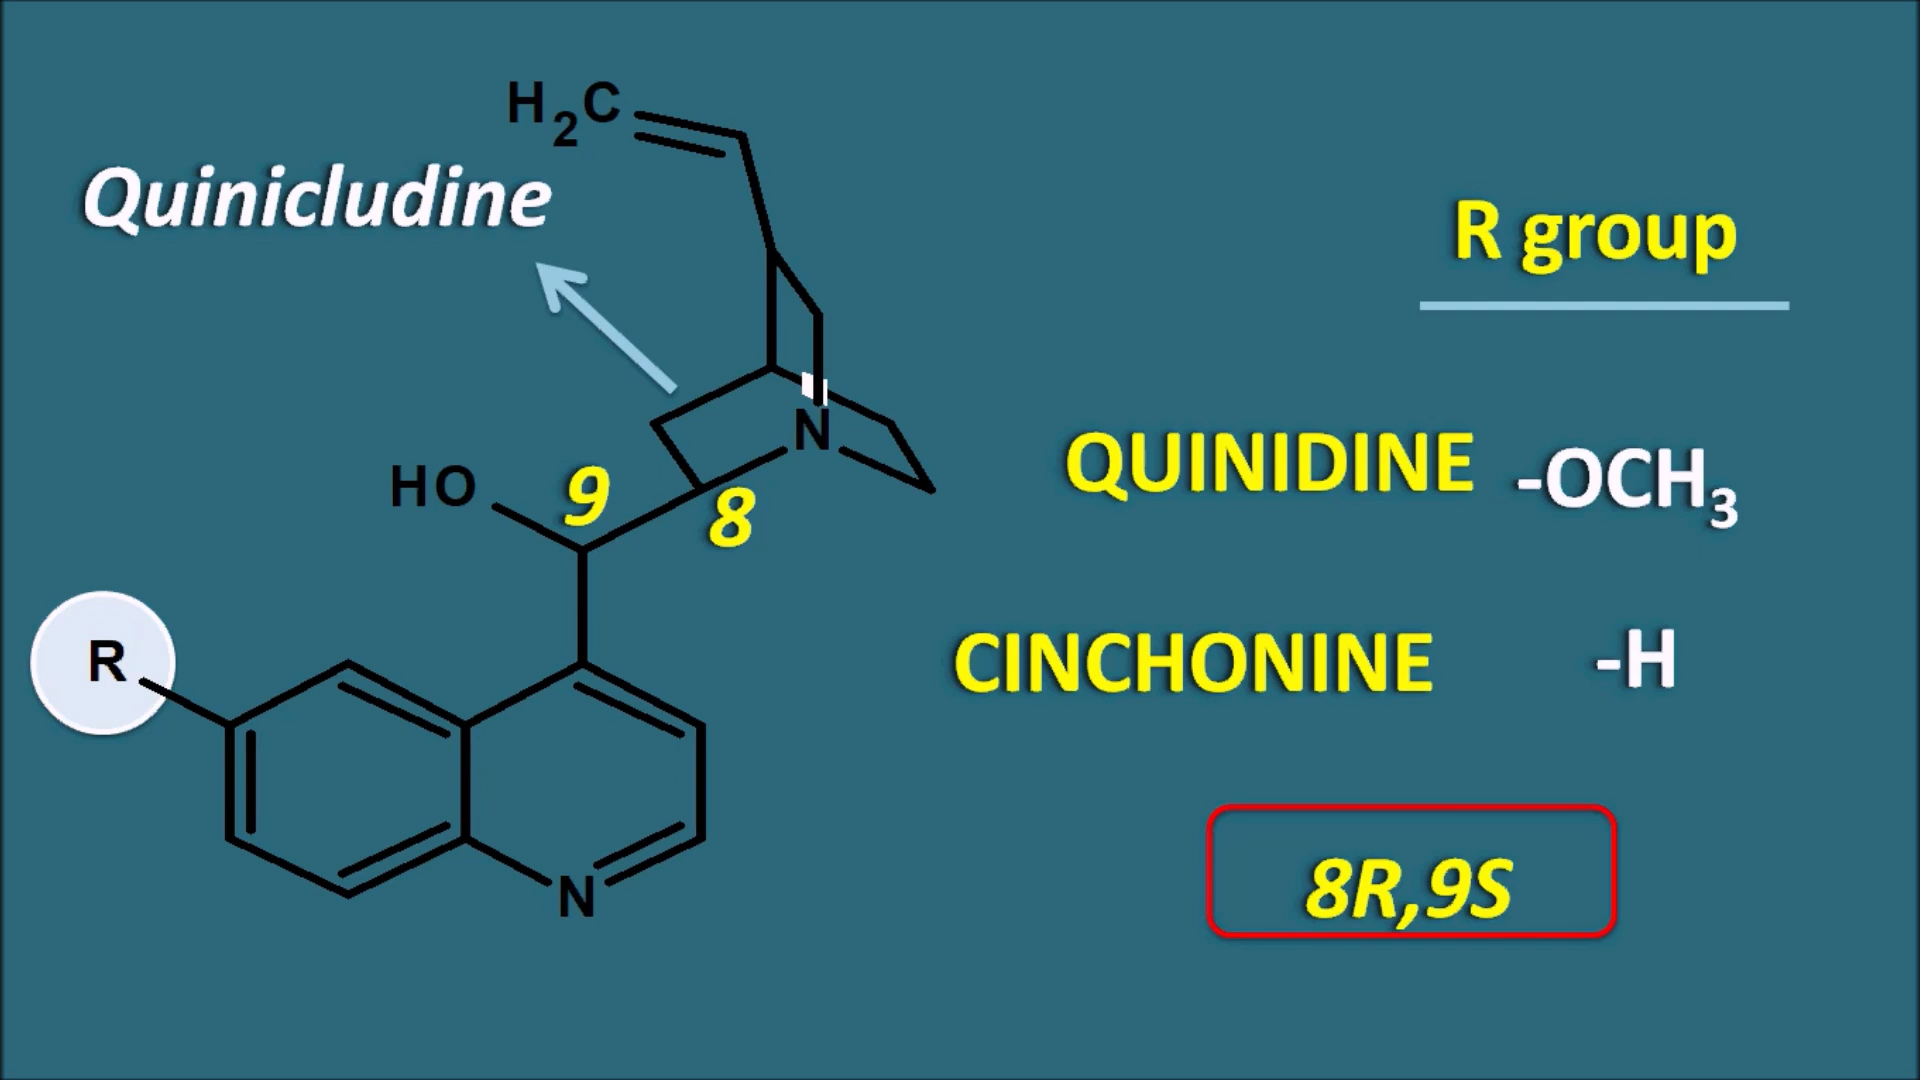 H₂C
Quinicludine
R group
N
HO
9
8
QUINIDINE -OCH₃
R
CINCHONINE -H
N
8R,9S